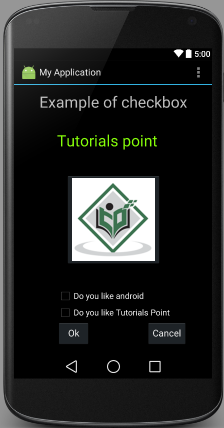 5:00
My Application
Example of checkbox
Tutorials point
Do you like android
Do you like Tutorials Point
Ok
Cancel